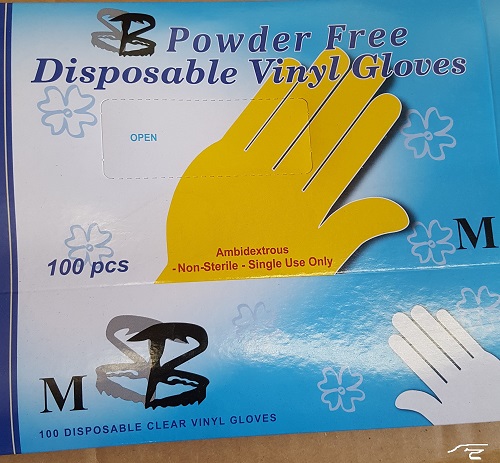 Powder Free
Disposable Vinyl Gloves
OPEN
Ambidextrous
-Non-Sterile - Single Use Only
100 pcs
M
M
100 DISPOSABLE CLEAR VINYL GLOVES